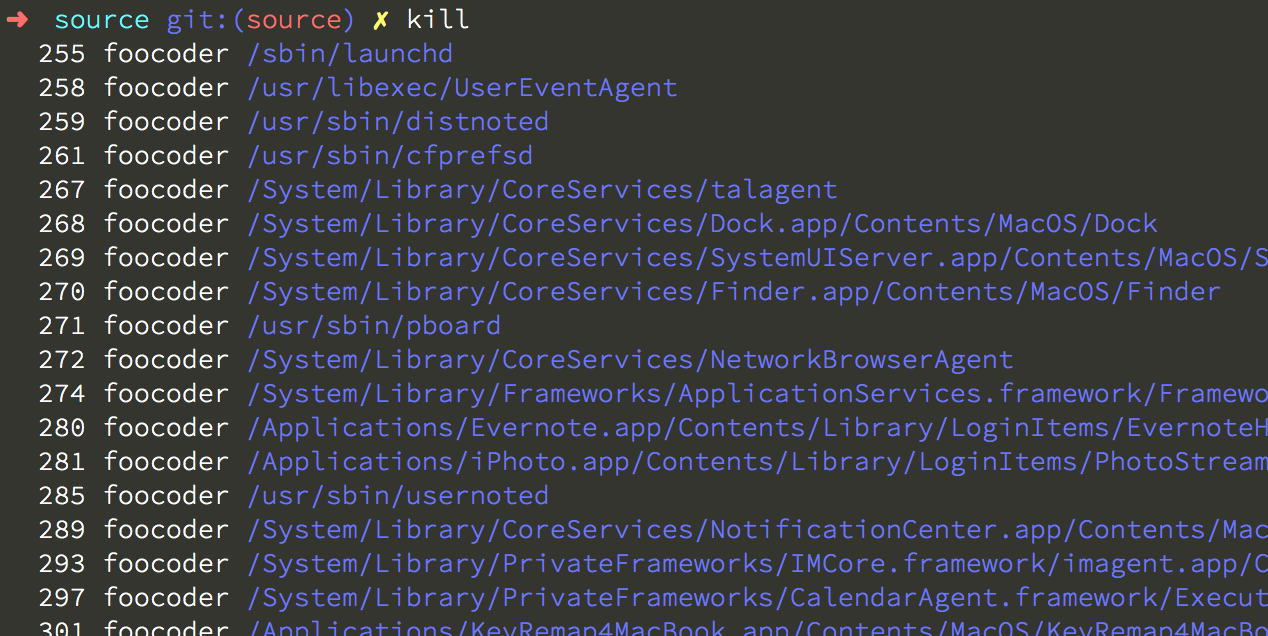 ➜ source git:(source) ✗ kill
255 foocoder /sbin/launchd
258 foocoder /usr/libexec/UserEventAgent
259 foocoder /usr/sbin/distnoted
261 foocoder /usr/sbin/cfprefsd
267 foocoder /System/Library/CoreServices/talagent
268 foocoder /System/Library/CoreServices/Dock.app/Contents/MacOS/Dock
269 foocoder /System/Library/CoreServices/SystemUIServer.app/Contents/MacOS/S
270 foocoder /System/Library/CoreServices/Finder.app/Contents/MacOS/Finder
271 foocoder /usr/sbin/pboard
272 foocoder /System/Library/CoreServices/NetworkBrowserAgent
274 foocoder /System/Library/Frameworks/ApplicationServices.framework/Framewo
280 foocoder /Applications/Evernote.app/Contents/Library/LoginItems/EvernoteH
281 foocoder /Applications/iPhoto.app/Contents/Library/LoginItems/PhotoStream
285 foocoder /usr/sbin/usernoted
289 foocoder /System/Library/CoreServices/NotificationCenter.app/Contents/Mac
293 foocoder /System/Library/PrivateFrameworks/IMCore.framework/imagent.app/C
297 foocoder /System/Library/PrivateFrameworks/CalendarAgent.framework/Execut
301 foocoder /Applications/KeyRemap4MacBook.app/Contents/MacOS/KeyRemap4MacBo